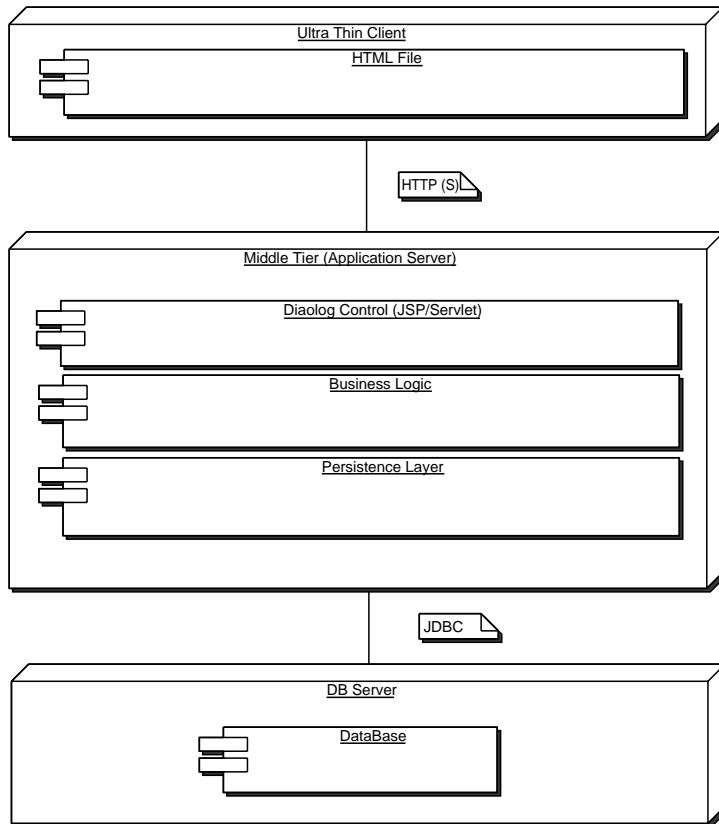 Ultra Thin Client
HTML File
HTTP (S)
Middle Tier (Application Server)
Diaolog Control (JSP/Servlet)
Business Logic
Persistence Layer
JDBC
DB Server
DataBase